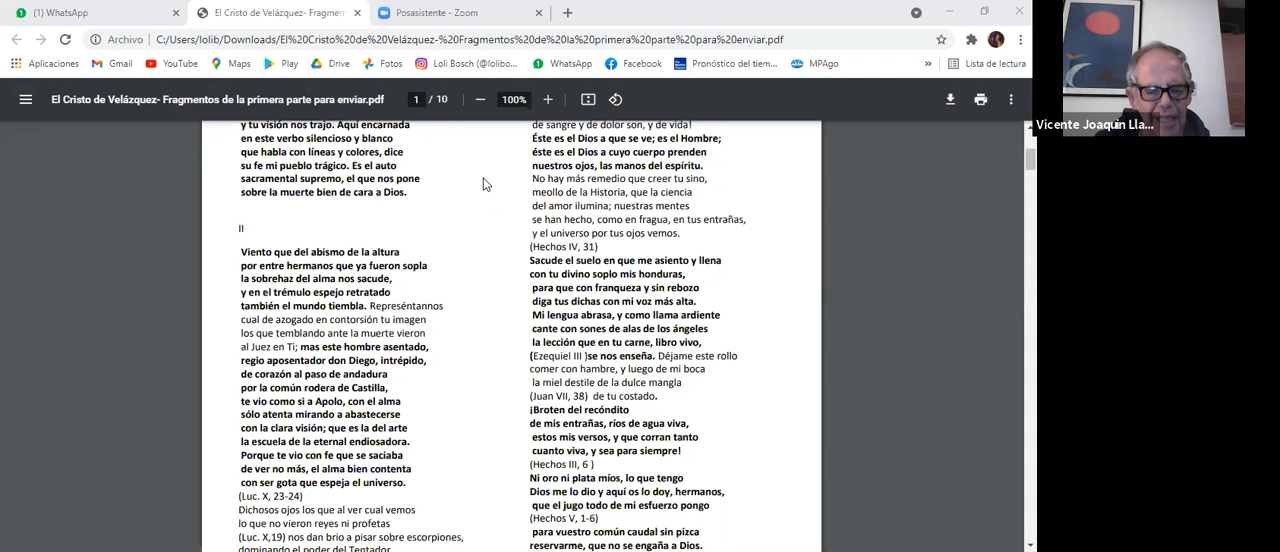 (1) WhatsApp
El Cristo de Velázquez- Fragment
Posasistente - Zoom
Archivo
C:/Users/lolib/Downloads/El%20Cristo%20de%20Velázquez-%20Fragmentos%20de%20la%20primera%20parte%20para%20enviar.pdf
Aplicaciones
Gmail
YouTube
Maps
Play
Drive
Fotos
Loli Bosch (@lolibo...
WhatsApp
Facebook
Pronóstico del tiem...
MPAgo
»
Lista de lectura
El Cristo de Velázquez- Fragmentos de la primera parte para enviar.pdf
1 / 10
100%
Vicente Joaquin Lla...
y tu visión nos trajo. Aquí encarnada
en este verbo silencioso y blanco
que habla con líneas y colores, dice
su fe mi pueblo trágico. Es el auto
sacramental supremo, el que nos pone
sobre la muerte bien de cara a Dios.
II
Viento que del abismo de la altura
por entre hermanos que ya fueron sopla
la sobrehaz del alma nos sacude,
y en el trémulo espejo retratado
también el mundo tiembla. Represéntannos
cual de azogado en contorsión tu imagen
los que temblando ante la muerte vieron
al Juez en Ti; mas este hombre asentado,
regio aposentador don Diego, intrépido,
de corazón al paso de andadura
por la común rodera de Castilla,
te vio como si a Apolo, con el alma
sólo atenta mirando a abastecerse
con la clara visión; que es la del arte
la escuela de la eternal endiosadora.
Porque te vio con fe que se saciaba
de ver no más, el alma bien contenta
con ser gota que espeja el universo.
(Luc. X, 23-24)
Dichosos ojos los que al ver cual vemos
lo que no vieron reyes ni profetas
(Luc. X,19) nos dan brio a pisar sobre escorpiones,
dominando el poder del Tentador
de sangre y de dolor son, y de vida!
Éste es el Dios a que se ve; es el Hombre;
éste es el Dios a cuyo cuerpo prenden
nuestros ojos, las manos del espíritu.
No hay más remedio que creer tu sino,
meollo de la Historia, que la ciencia
del amor ilumina; nuestras mentes
se han hecho, como en fragua, en tus entrañas,
y el universo por tus ojos vemos.
(Hechos IV, 31)
Sacude el suelo en que me asiento y llena
con tu divino soplo mis honduras,
para que con franqueza y sin rebozo
diga tus dichas con mi voz más alta.
Mi lengua abrasa, y como llama ardiente
cante con sones de alas de los ángeles
la lección que en tu carne, libro vivo,
(Ezequiel III )se nos enseña. Déjame este rollo
comer con hambre, y luego de mi boca
la miel destile de la dulce mangla
(Juan VII, 38) de tu costado.
¡Broten del recóndito
de mis entrañas, ríos de agua viva,
estos mis versos, y que corran tanto
cuanto viva, y sea para siempre!
(Hechos III, 6 )
Ni oro ni plata míos, lo que tengo
Dios me lo dio y aquí os lo doy, hermanos,
que el jugo todo de mi esfuerzo pongo
(Hechos V, 1-6)
para vuestro común caudal sin pizca
reservarme, que no se engaña a Dios.